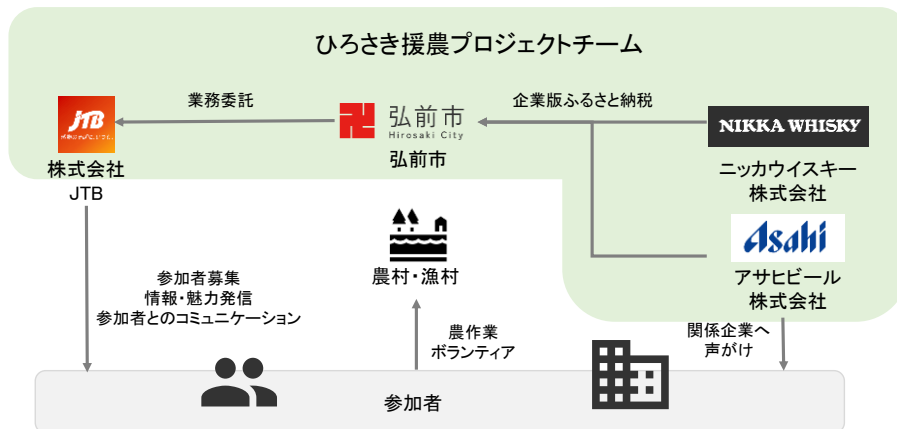 ひろさき援農プロジェクトチーム
業務委託
企業版ふるさと納税
JTB
弘前市
Hirosaki City
NIKKA WHISKY
株式会社
JTB
弘前市
ニッカウイスキー
株式会社
Asahi
アサヒビール
株式会社
農村・漁村
参加者募集
情報・魅力発信
参加者とのコミュニケーション
農作業
ボランティア
関係企業へ
声がけ
参加者